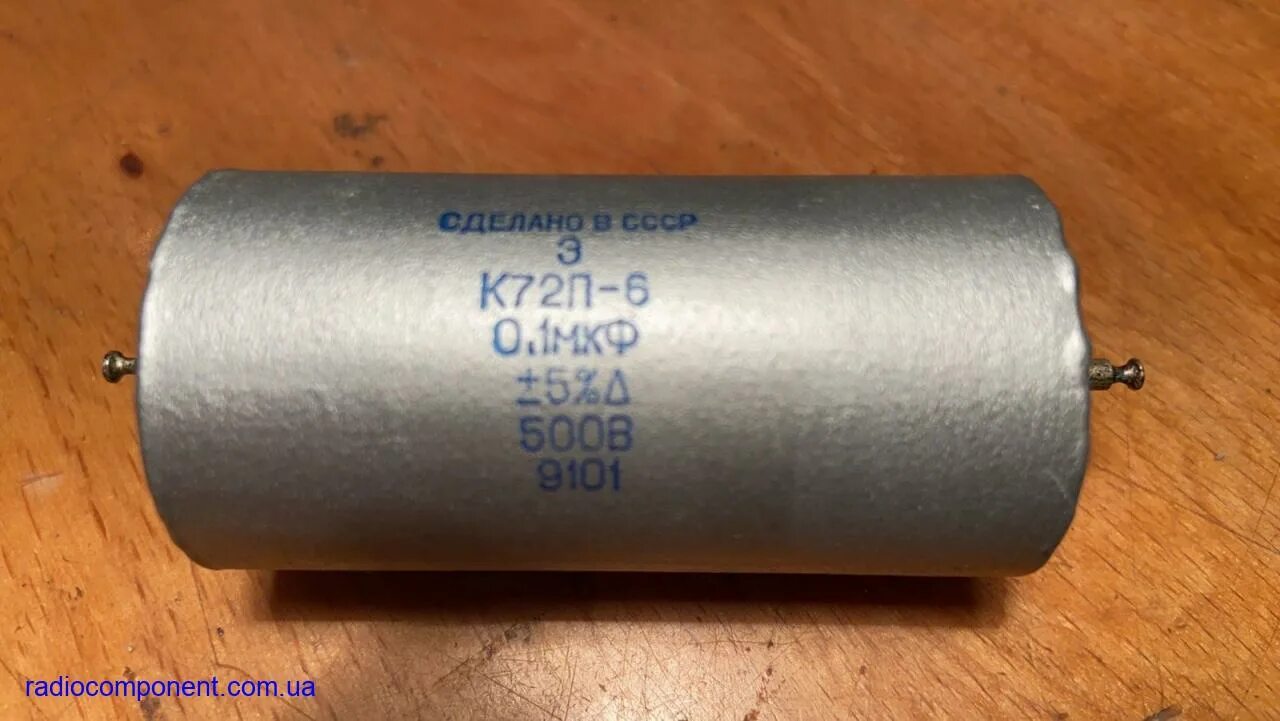 СДЕЛАНО В СССР
Э
К72П-6
0,1мкФ
±5%Δ
500В
9101
radiocomponent.com.ua